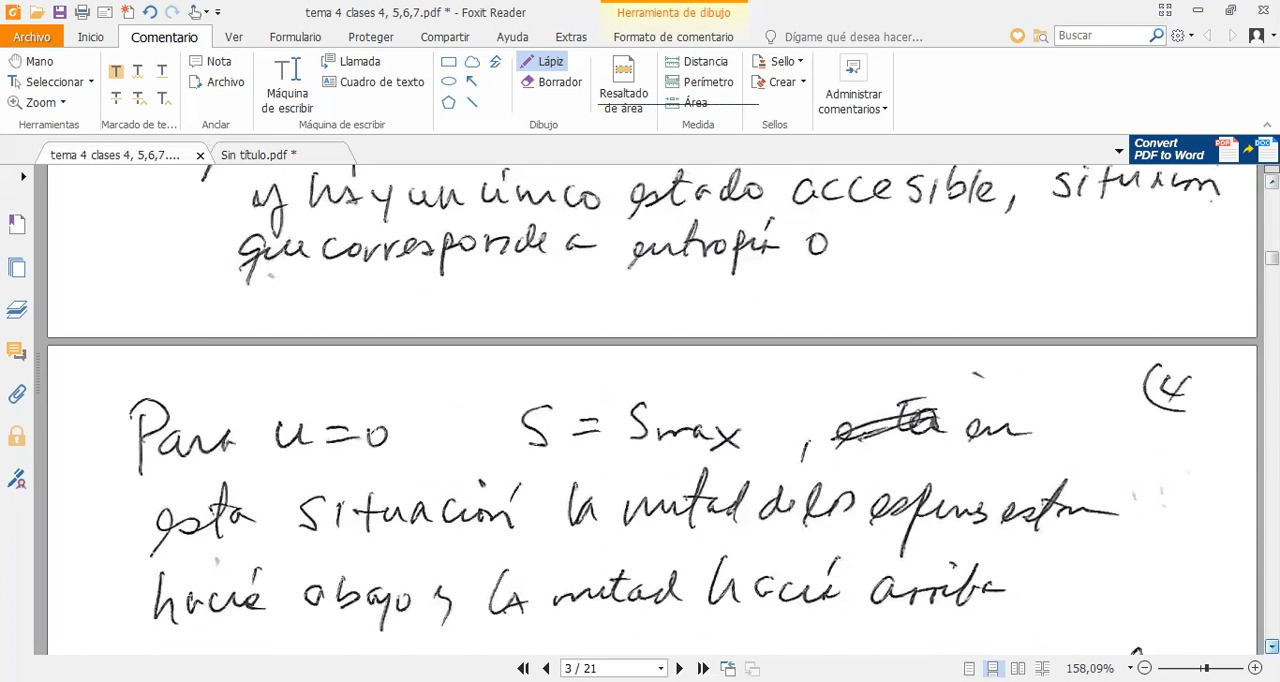 tema 4 clases 4, 5,6,7.pdf * - Foxit Reader
Herramienta de dibujo
Archivo Inicio Comentario Ver Formulario Proteger Compartir Ayuda Extras Formato de comentario Dígame qué desea hacer... Buscar
Mano
Seleccionar
Zoom
Herramientas
Marcado de te...
Nota
Archivo
Anclar
Máquina de escribir
Llamada
Cuadro de texto
Máquina de escribir
Lápiz
Borrador
Dibujo
Resaltado de área
Distancia
Perímetro
Área
Medida
Sello
Crear
Sellos
Administrar comentarios
tema 4 clases 4, 5,6,7.... x
Sin título.pdf *
Convert
PDF to Word
PDF
DOC
y hay un único estado accesible, situación
que corresponde a entropía 0
(4
Para u=0 S = Smax , en
esta situación la mitad de los espines estan
hacia abajo y la mitad hacia arriba
3 / 21
158,09%